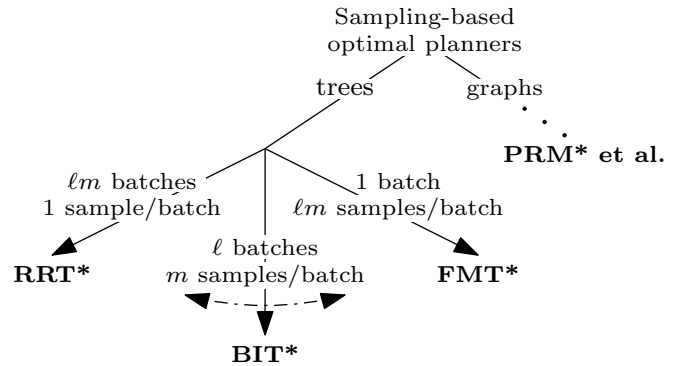 Sampling-based
optimal planners
trees
graphs
PRM* et al.
ℓm batches
1 sample/batch
1 batch
ℓm samples/batch
ℓ batches
m samples/batch
RRT*
FMT*
BIT*